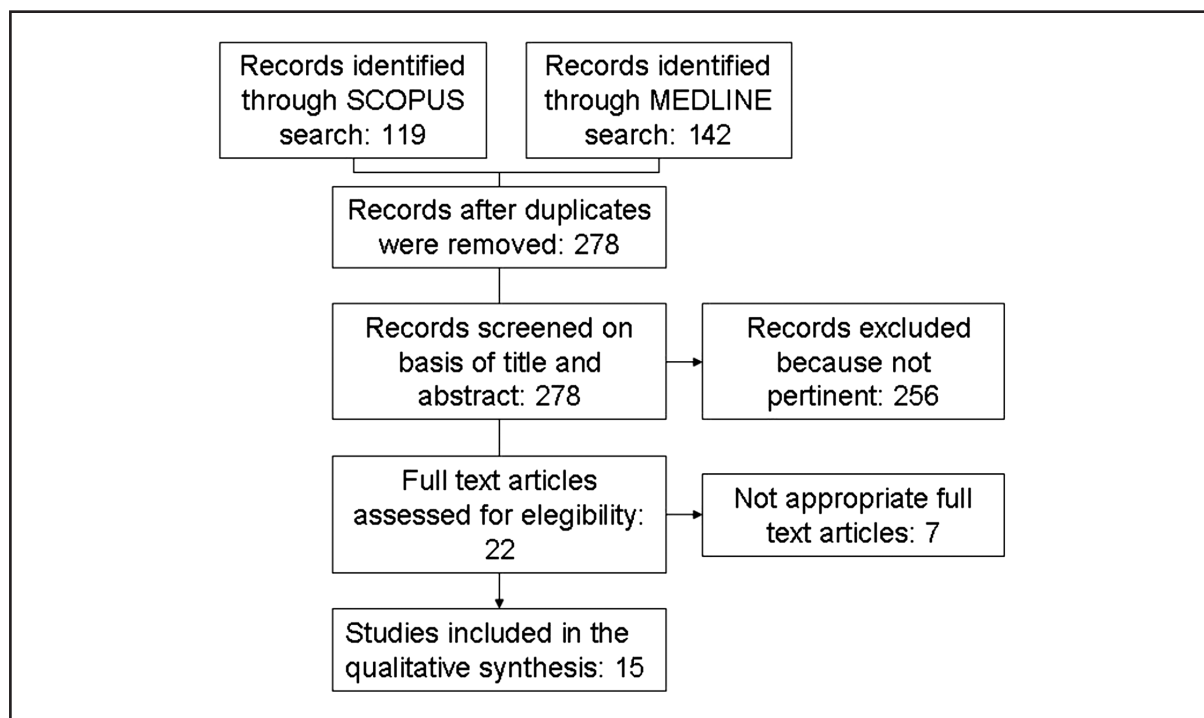 Records identified
through SCOPUS
search: 119
Records identified
through MEDLINE
search: 142
Records after duplicates
were removed: 278
Records screened on
basis of title and
abstract: 278
Records excluded
because not
pertinent: 256
Full text articles
assessed for elegibility:
22
Not appropriate full
text articles: 7
Studies included in the
qualitative synthesis: 15